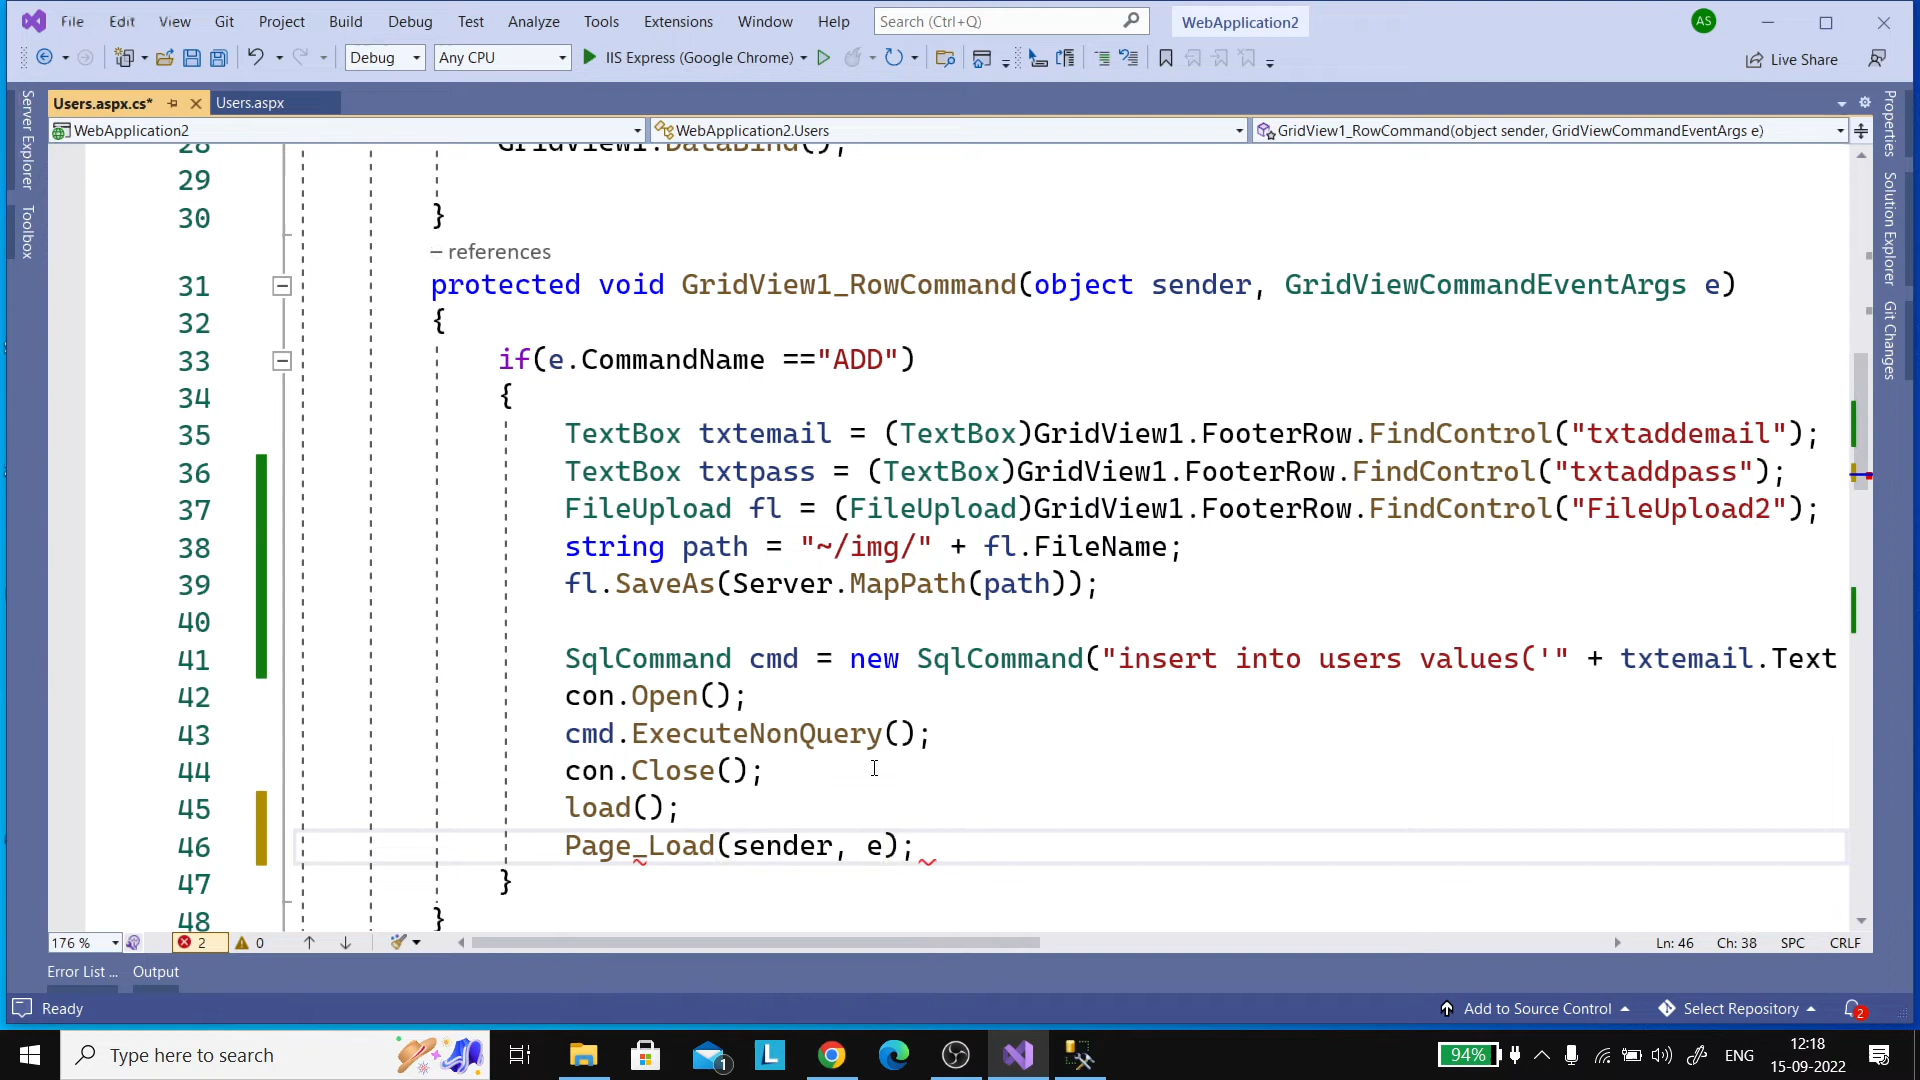 File Edit View Git Project Build Debug Test Analyze Tools Extensions Window Help Search (Ctrl+Q) WebApplication2 AS
Debug Any CPU IIS Express (Google Chrome) Live Share
Users.aspx.cs* Users.aspx
WebApplication2 WebApplication2.Users GridView1_RowCommand(object sender, GridViewCommandEventArgs e)
Server Explorer
Toolbox
Properties
Solution Explorer
Git Changes
28 GridView1.DataBind();
29
30 }
– references
31 protected void GridView1_RowCommand(object sender, GridViewCommandEventArgs e)
32 {
33 if(e.CommandName =="ADD")
34 {
35 TextBox txtemail = (TextBox)GridView1.FooterRow.FindControl("txtaddemail");
36 TextBox txtpass = (TextBox)GridView1.FooterRow.FindControl("txtaddpass");
37 FileUpload fl = (FileUpload)GridView1.FooterRow.FindControl("FileUpload2");
38 string path = "~/img/" + fl.FileName;
39 fl.SaveAs(Server.MapPath(path));
40
41 SqlCommand cmd = new SqlCommand("insert into users values('" + txtemail.Text
42 con.Open();
43 cmd.ExecuteNonQuery();
44 con.Close();
45 load();
46 Page_Load(sender, e);
47 }
48 }
176 % 2 0 Ln: 46 Ch: 38 SPC CRLF
Error List ... Output
Ready Add to Source Control Select Repository 2
Type here to search 1 94% ENG 12:18
15-09-2022